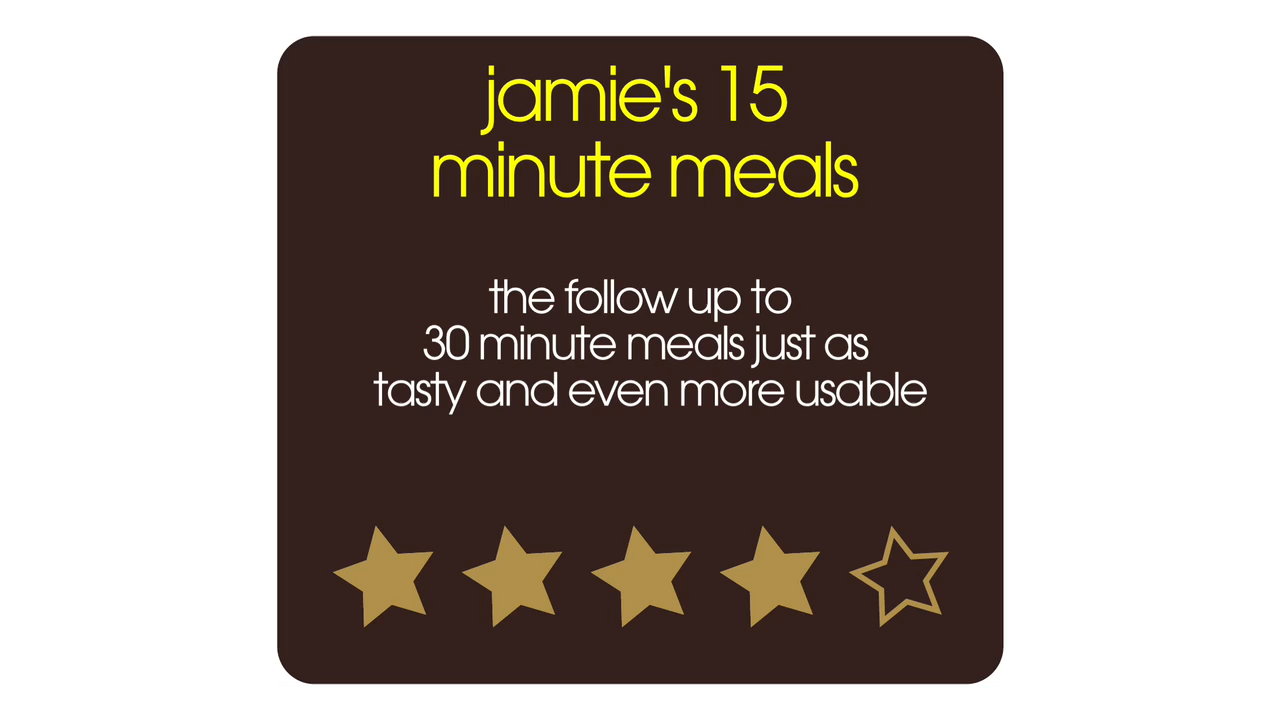 jamie's 15
minute meals
the follow up to
30 minute meals just as
tasty and even more usable